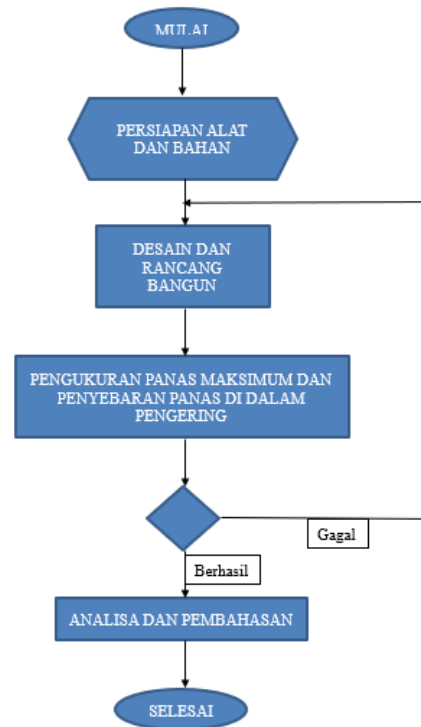 MULAI
PERSIAPAN ALAT
DAN BAHAN
DESAIN DAN
RANCANG
BANGUN
PENGUKURAN PANAS MAKSIMUM DAN
PENYEBARAN PANAS DI DALAM
PENGERING
Gagal
Berhasil
ANALISA DAN PEMBAHASAN
SELESAI